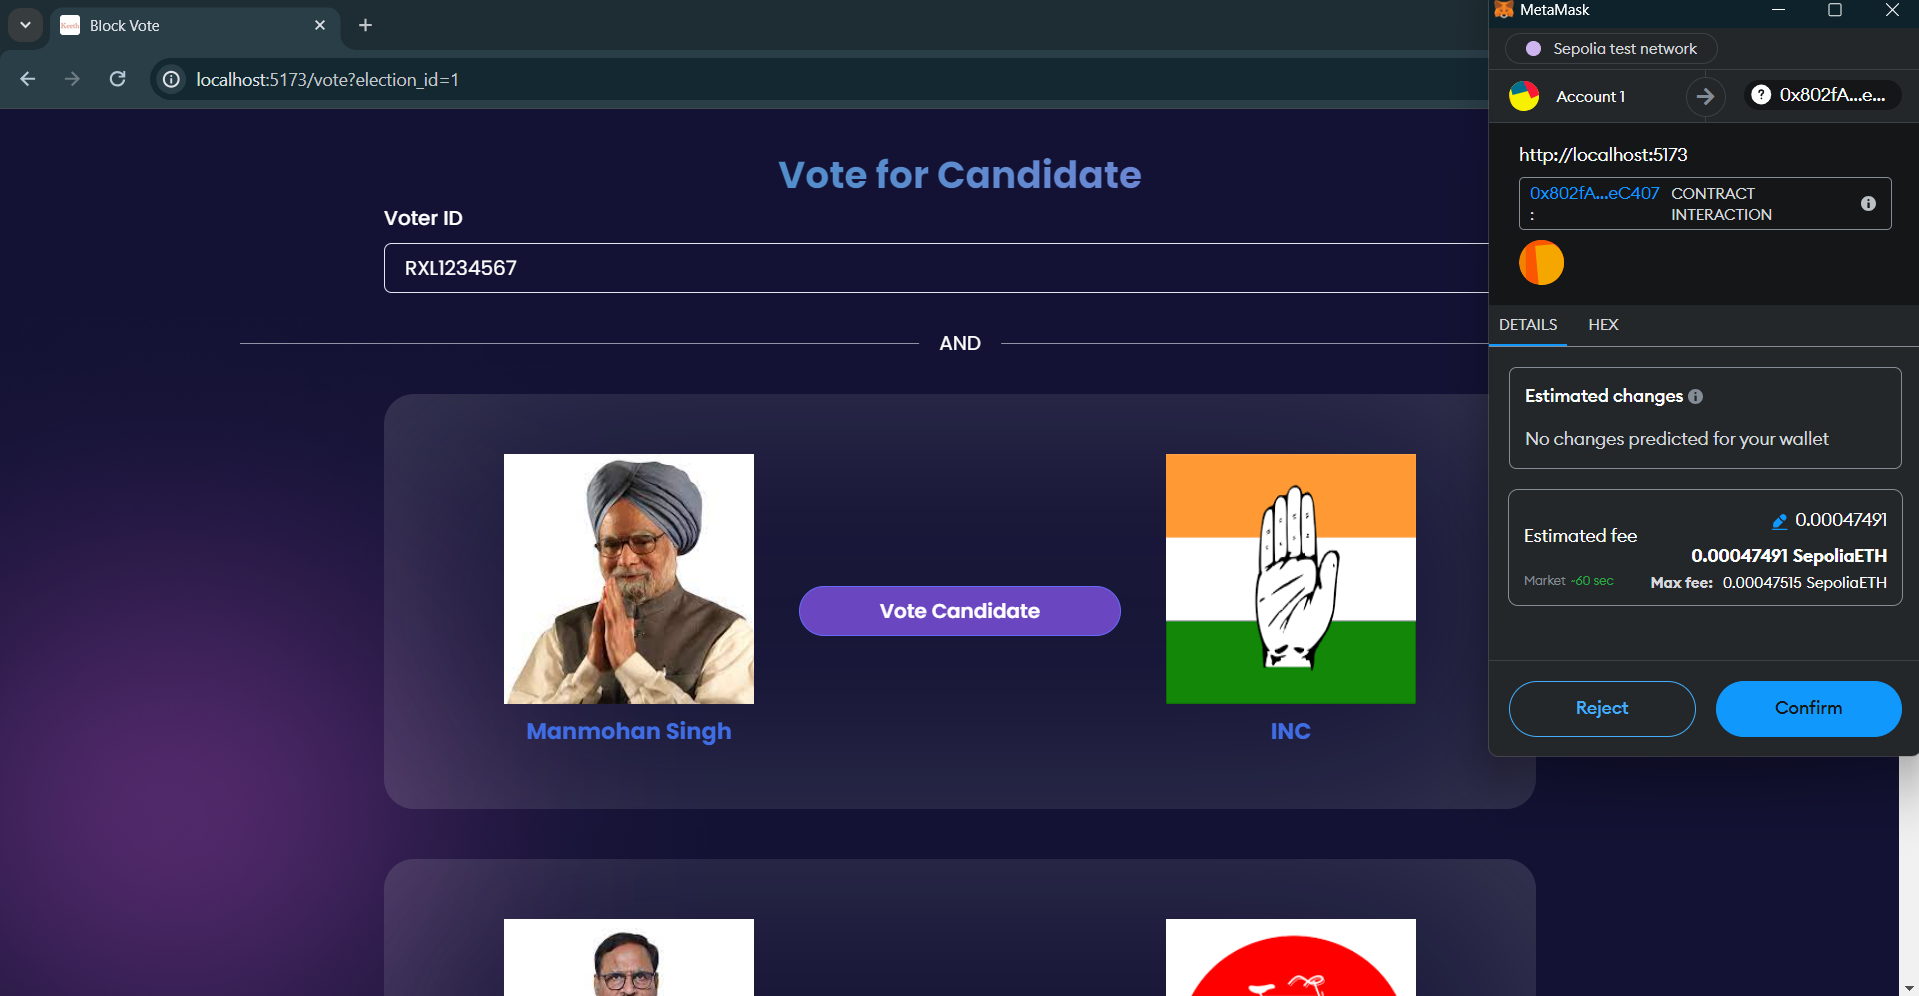 Block Vote
localhost:5173/vote?election_id=1
Vote for Candidate
Voter ID
RXL1234567
AND
Vote Candidate
Manmohan Singh
INC
MetaMask
Sepolia test network
Account 1
0x802fA...e...
http://localhost:5173
0x802fA...eC407 CONTRACT
: INTERACTION
DETAILS HEX
Estimated changes
No changes predicted for your wallet
0.00047491
Estimated fee
0.00047491 SepoliaETH
Market ~60 sec Max fee: 0.00047515 SepoliaETH
Reject Confirm